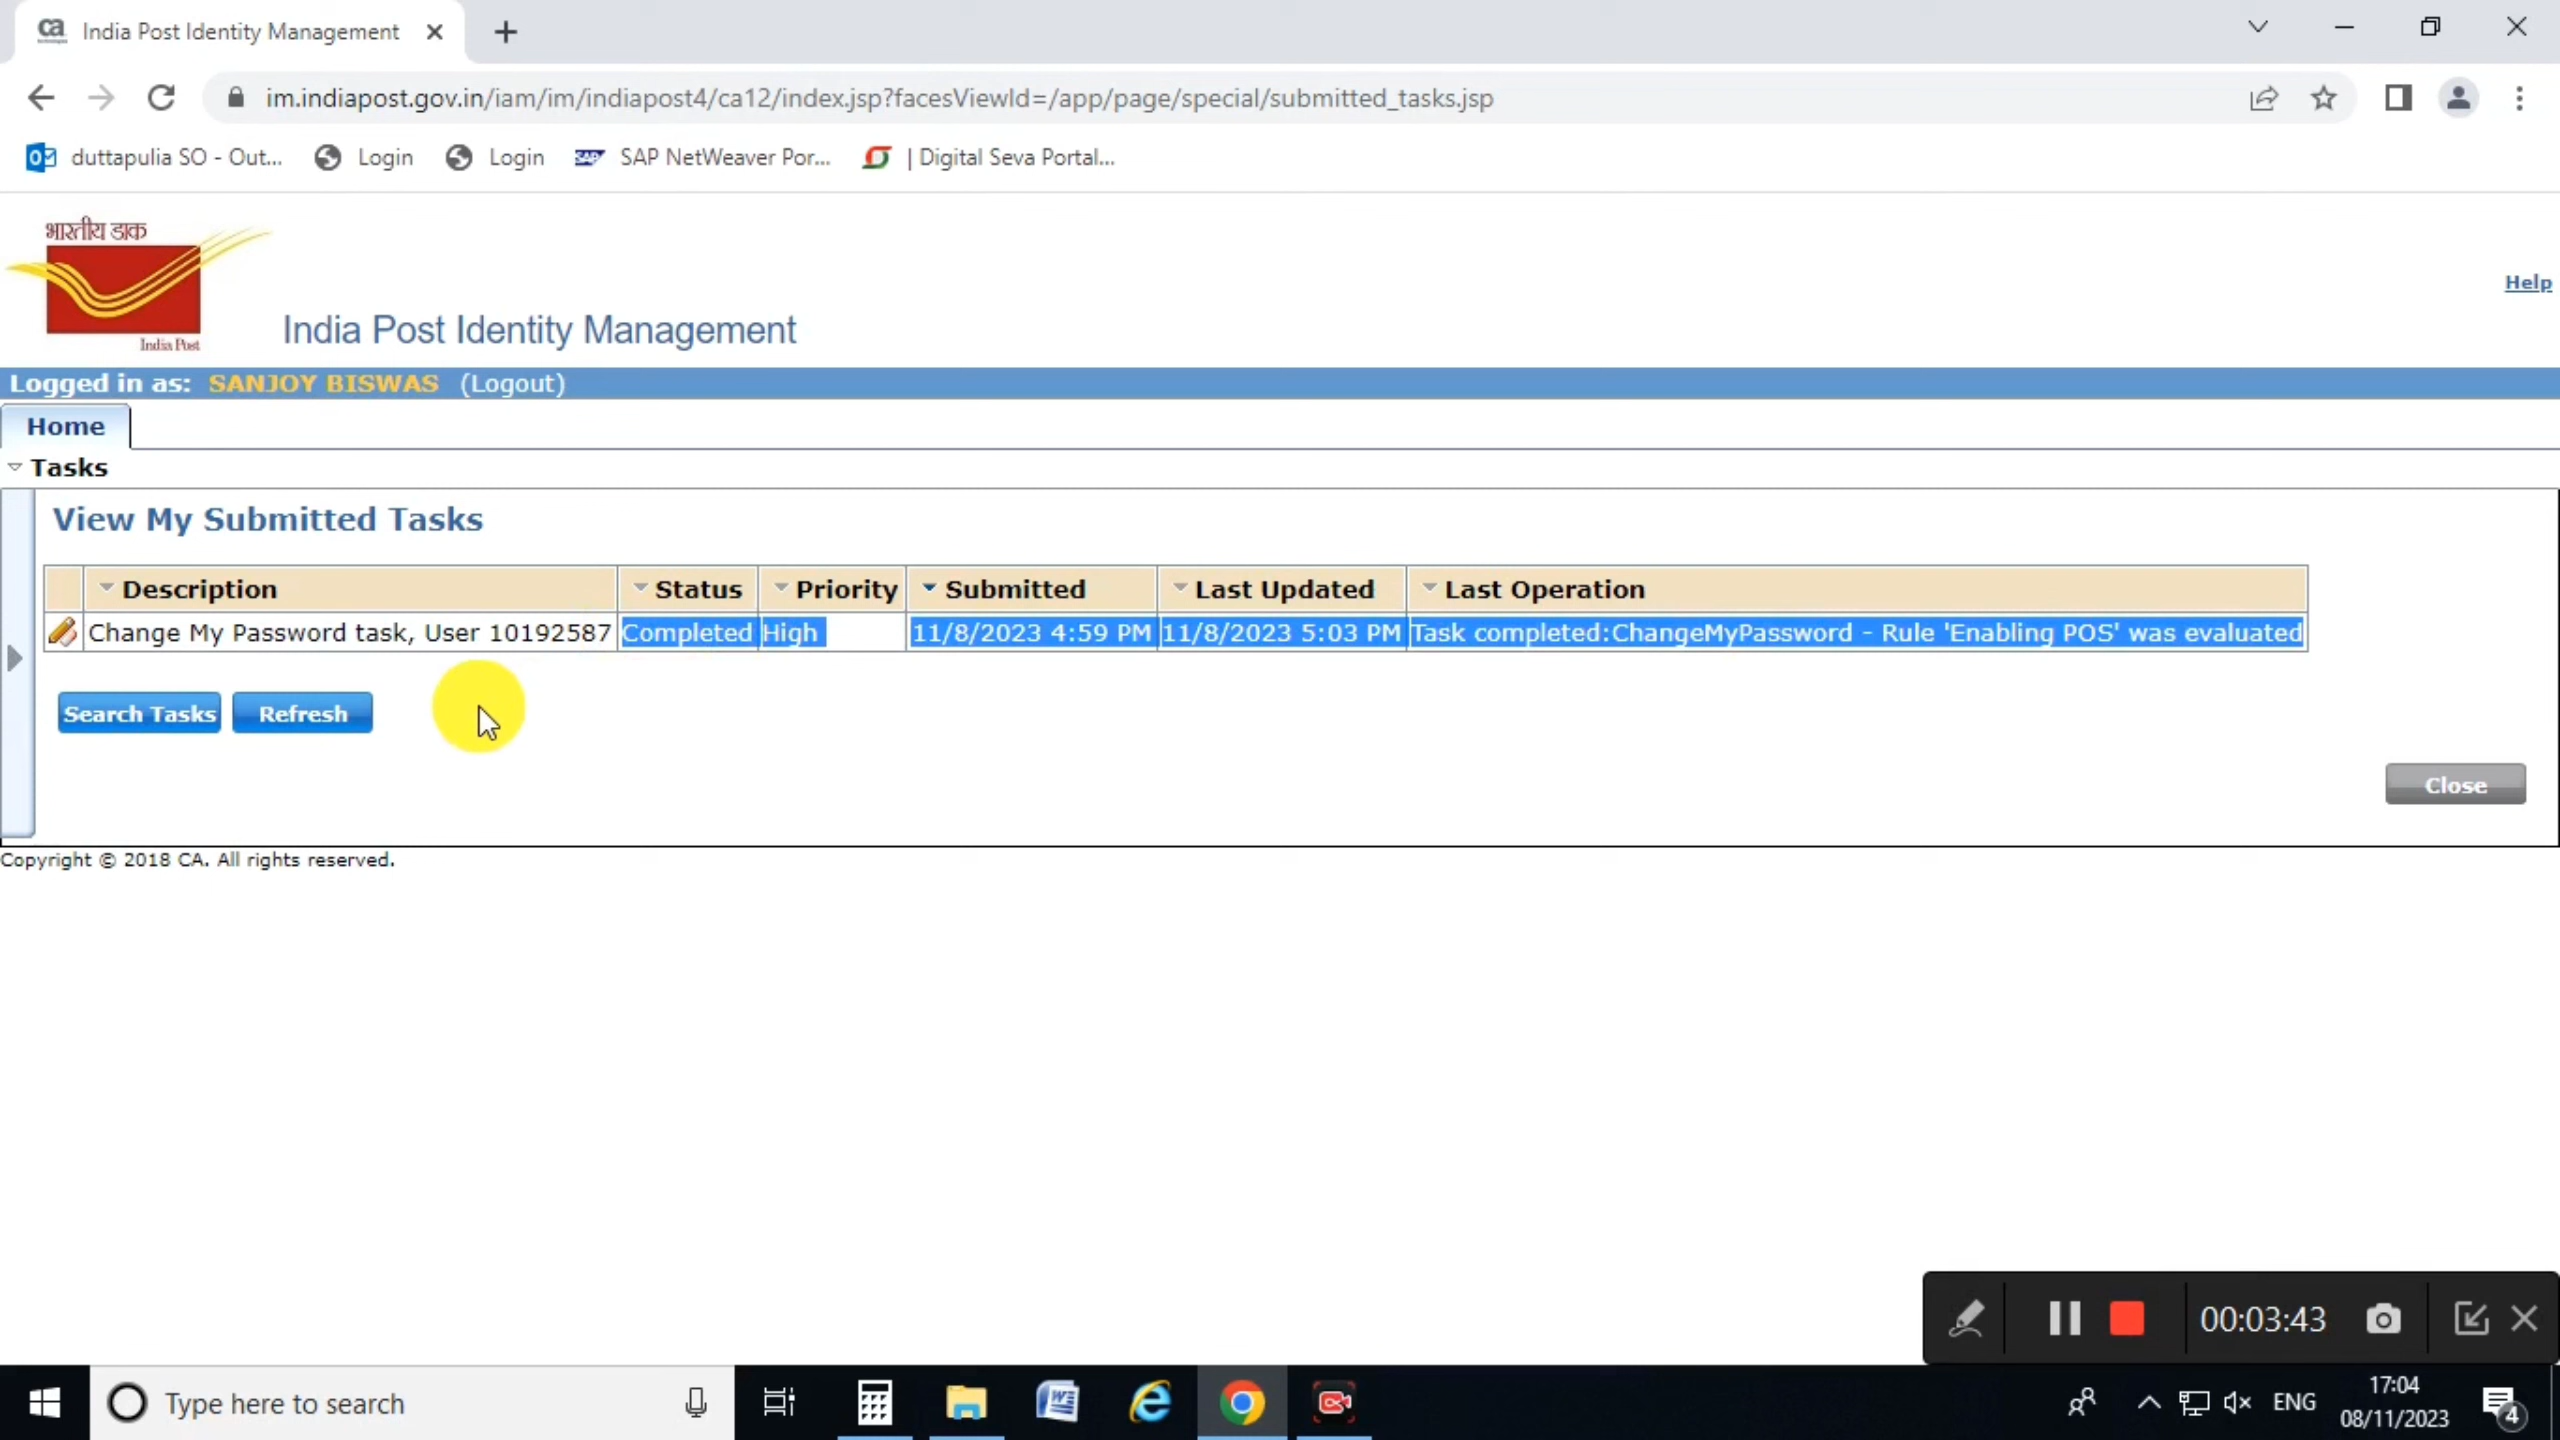 India Post Identity Management
im.indiapost.gov.in/iam/im/indiapost4/ca12/index.jsp?facesViewId=/app/page/special/submitted_tasks.jsp
duttapulia SO - Out... Login Login SAP NetWeaver Por... | Digital Seva Portal...
भारतीय डाक
India Post
India Post Identity Management
Help
Logged in as: SANJOY BISWAS (Logout)
Home
Tasks
View My Submitted Tasks
Description Status Priority Submitted Last Updated Last Operation
Change My Password task, User 10192587 Completed High 11/8/2023 4:59 PM 11/8/2023 5:03 PM Task completed:ChangeMyPassword - Rule 'Enabling POS' was evaluated
Search Tasks Refresh
Close
Copyright © 2018 CA. All rights reserved.
00:03:43
Type here to search
ENG
17:04
08/11/2023
4